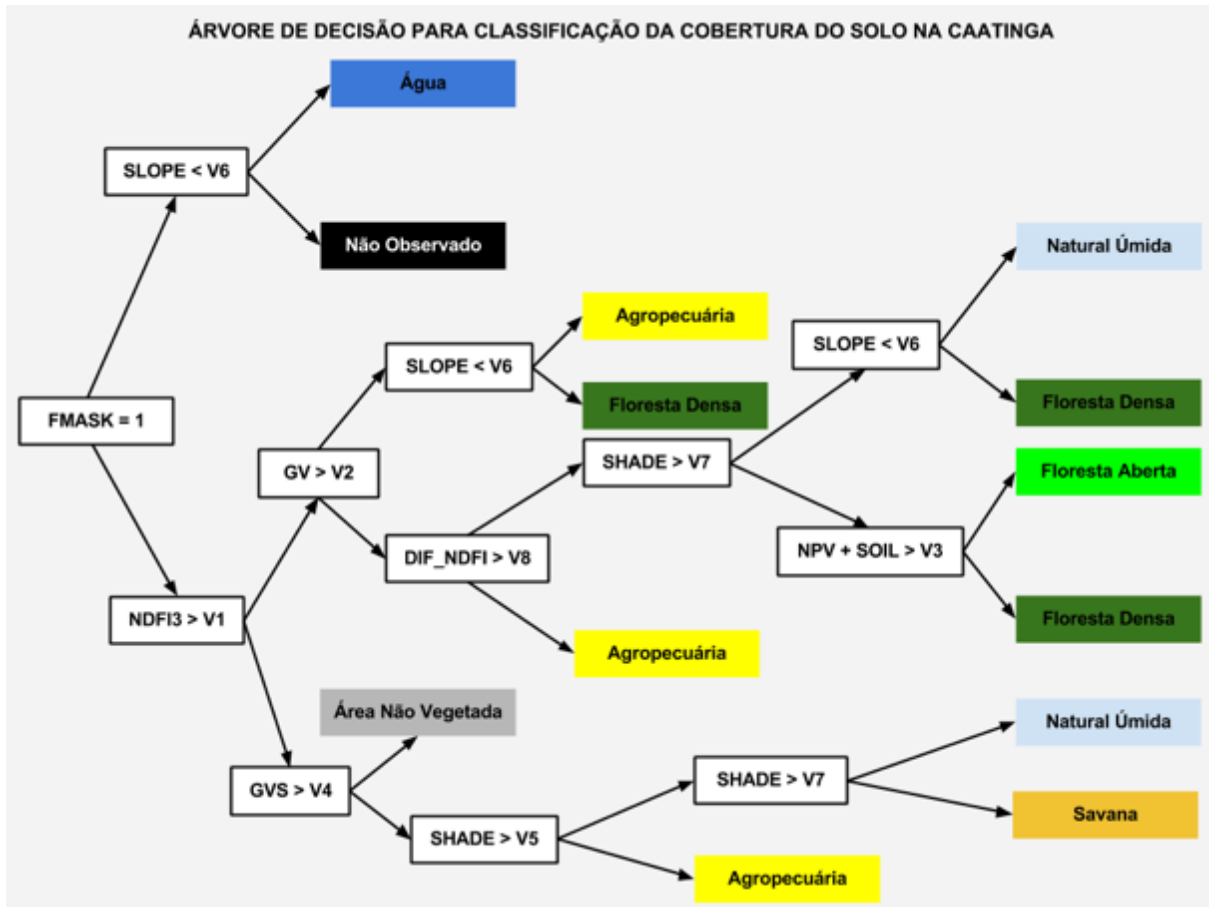 ÁRVORE DE DECISÃO PARA CLASSIFICAÇÃO DA COBERTURA DO SOLO NA CAATINGA
Água
SLOPE < V6
Não Observado
Natural Úmida
Agropecuária
SLOPE < V6
SLOPE < V6
Floresta Densa
Floresta Densa
FMASK = 1
GV > V2
SHADE > V7
Floresta Aberta
DIF_NDFI > V8
NPV + SOIL > V3
NDFI3 > V1
Floresta Densa
Agropecuária
Área Não Vegetada
Natural Úmida
GVS > V4
SHADE > V7
SHADE > V5
Savana
Agropecuária